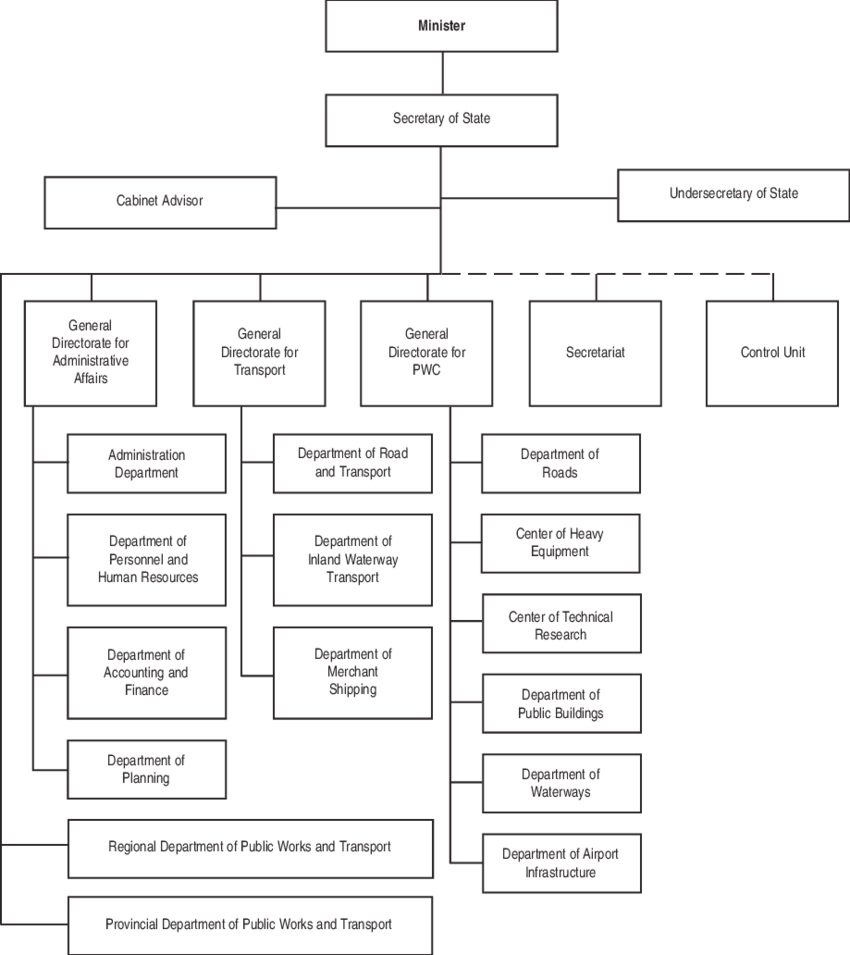 Minister
Secretary of State
Cabinet Advisor
Undersecretary of State
General
Directorate for
Administrative
Affairs
General
Directorate for
Transport
General
Directorate for
PWC
Secretariat
Control Unit
Administration
Department
Department of
Personnel and
Human Resources
Department of
Accounting and
Finance
Department of
Planning
Department of Road
and Transport
Department of
Inland Waterway
Transport
Department of
Merchant
Shipping
Department of
Roads
Center of Heavy
Equipment
Center of Technical
Research
Department of
Public Buildings
Department of
Waterways
Department of Airport
Infrastructure
Regional Department of Public Works and Transport
Provincial Department of Public Works and Transport